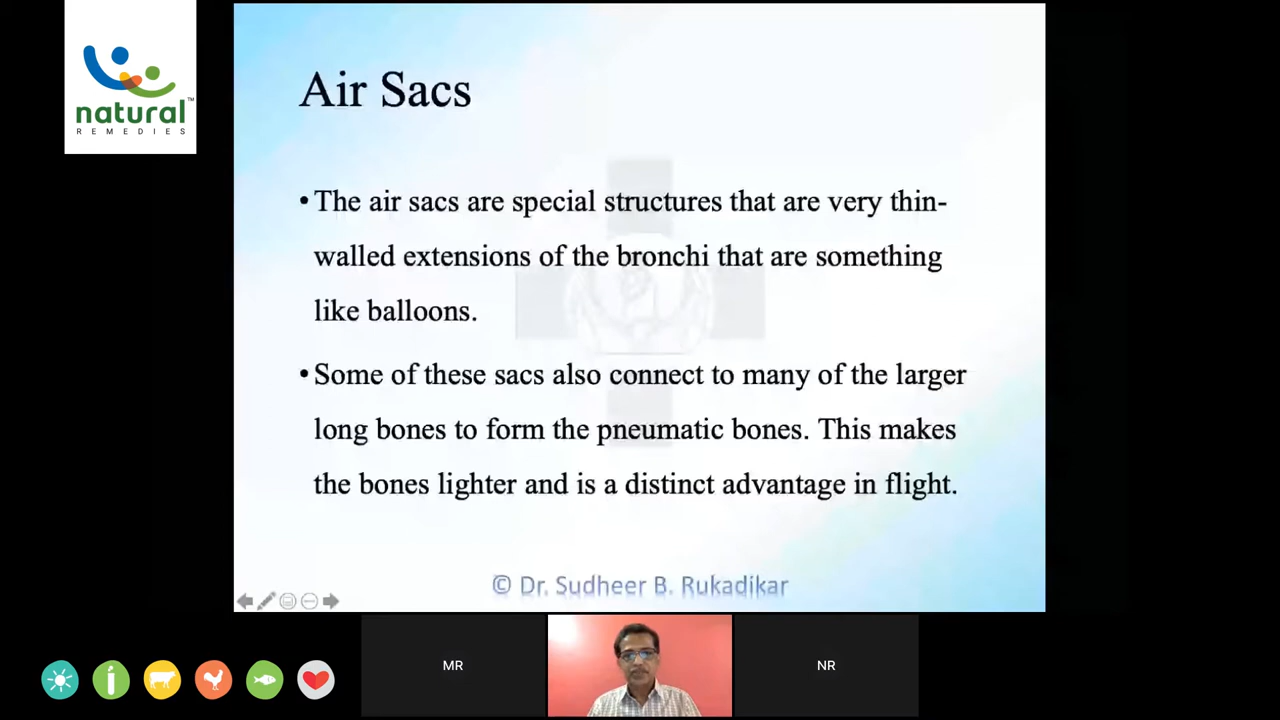 natural™
REMEDIES
Air Sacs
• The air sacs are special structures that are very thin-
walled extensions of the bronchi that are something
like balloons.
• Some of these sacs also connect to many of the larger
long bones to form the pneumatic bones. This makes
the bones lighter and is a distinct advantage in flight.
© Dr. Sudheer B. Rukadikar
MR
NR